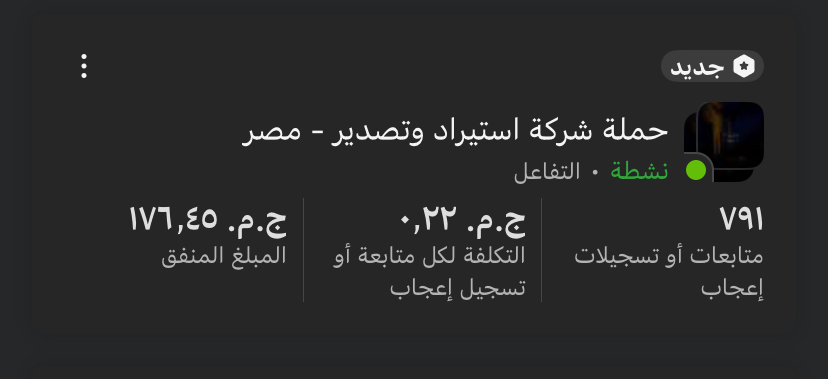 جديد
حملة شركة استيراد وتصدير - مصر
نشطة • التفاعل
٧٩١
متابعات أو تسجيلات
إعجاب
ج.م. ٠,٢٢
التكلفة لكل متابعة أو
تسجيل إعجاب
ج.م. ١٧٦,٤٥
المبلغ المنفق